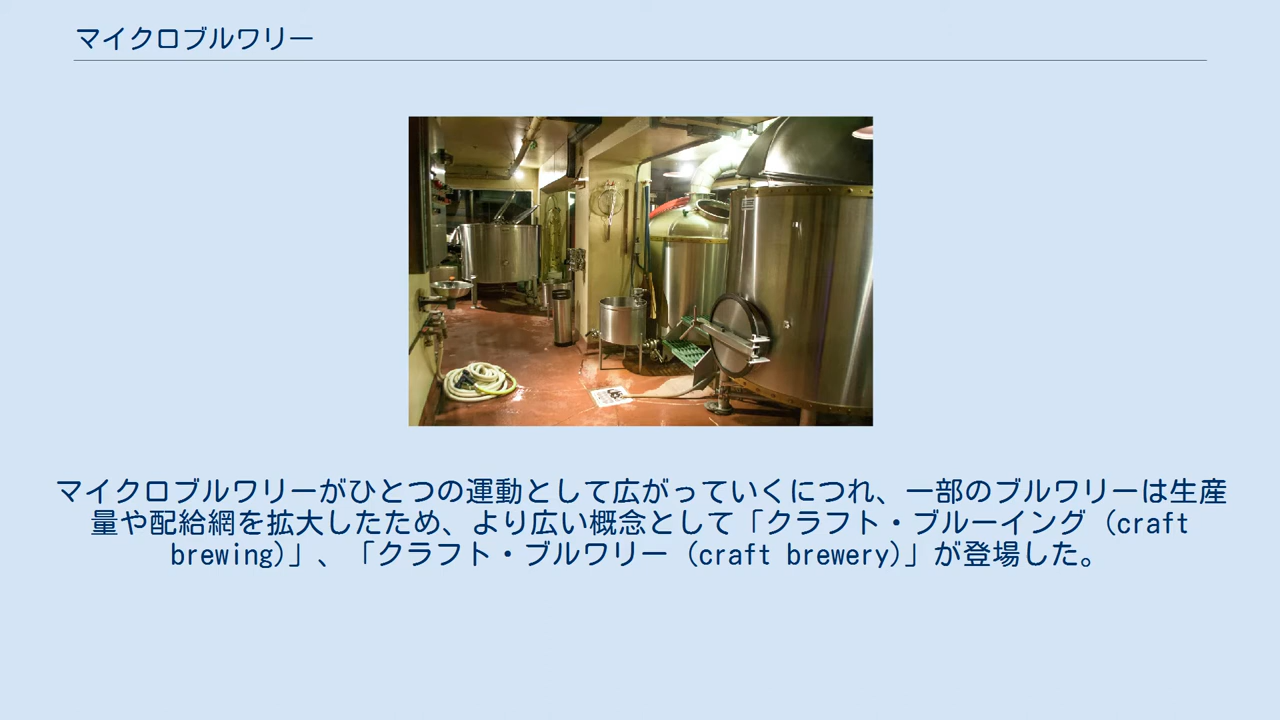 マイクロブルワリー
マイクロブルワリーがひとつの運動として広がっていくにつれ、一部のブルワリーは生産
量や配給網を拡大したため、より広い概念として「クラフト・ブルーイング (craft
brewing)」、「クラフト・ブルワリー (craft brewery)」が登場した。